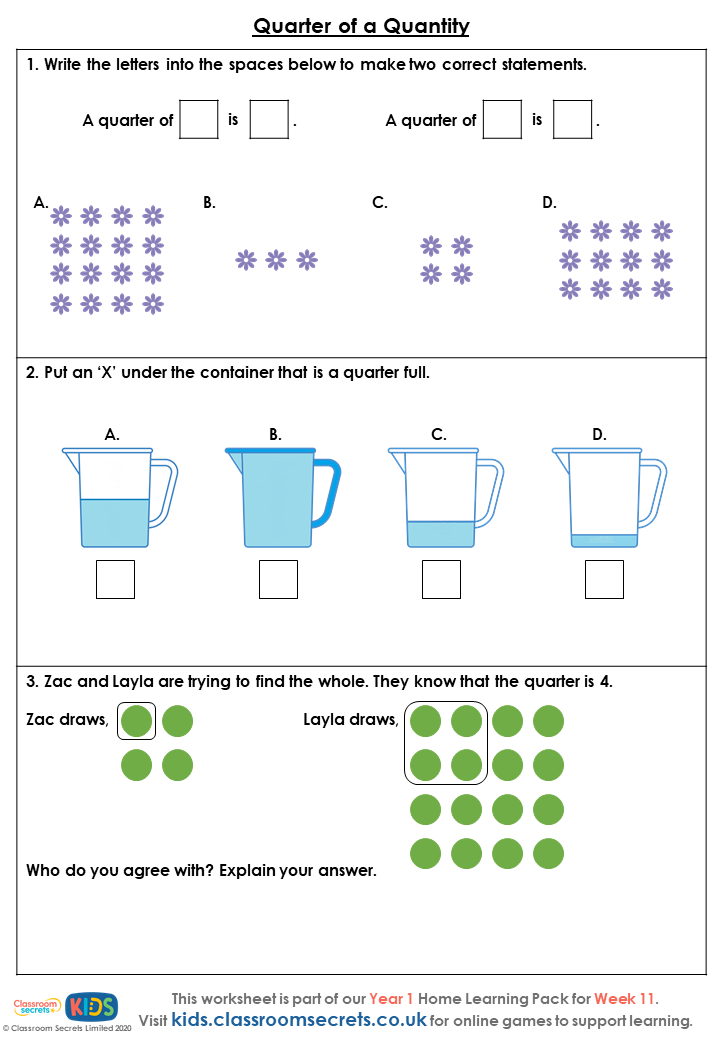 Quarter of a Quantity
1. Write the letters into the spaces below to make two correct statements.
A quarter of is . A quarter of is .
A. B. C. D.
2. Put an ‘X’ under the container that is a quarter full.
A. B. C. D.
3. Zac and Layla are trying to find the whole. They know that the quarter is 4.
Zac draws, Layla draws,
Who do you agree with? Explain your answer.
Classroom
secrets
KIDS
© Classroom Secrets Limited 2020
This worksheet is part of our Year 1 Home Learning Pack for Week 11.
Visit kids.classroomsecrets.co.uk for online games to support learning.